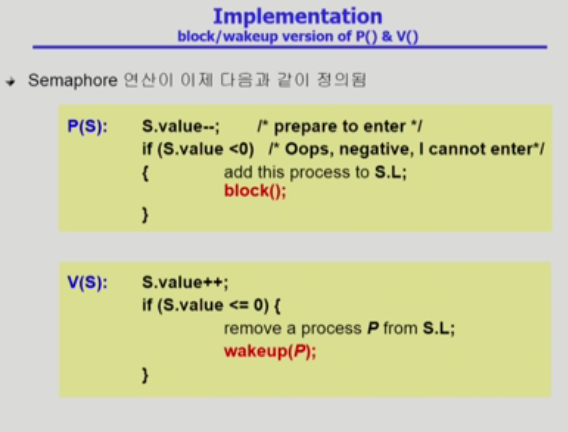 Implementation
block/wakeup version of P() & V()
Semaphore 연산이 이제 다음과 같이 정의됨
P(S): S.value--; /* prepare to enter */
if (S.value <0) /* Oops, negative, I cannot enter*/
{ add this process to S.L;
block();
}
V(S): S.value++;
if (S.value <= 0) {
remove a process P from S.L;
wakeup(P);
}